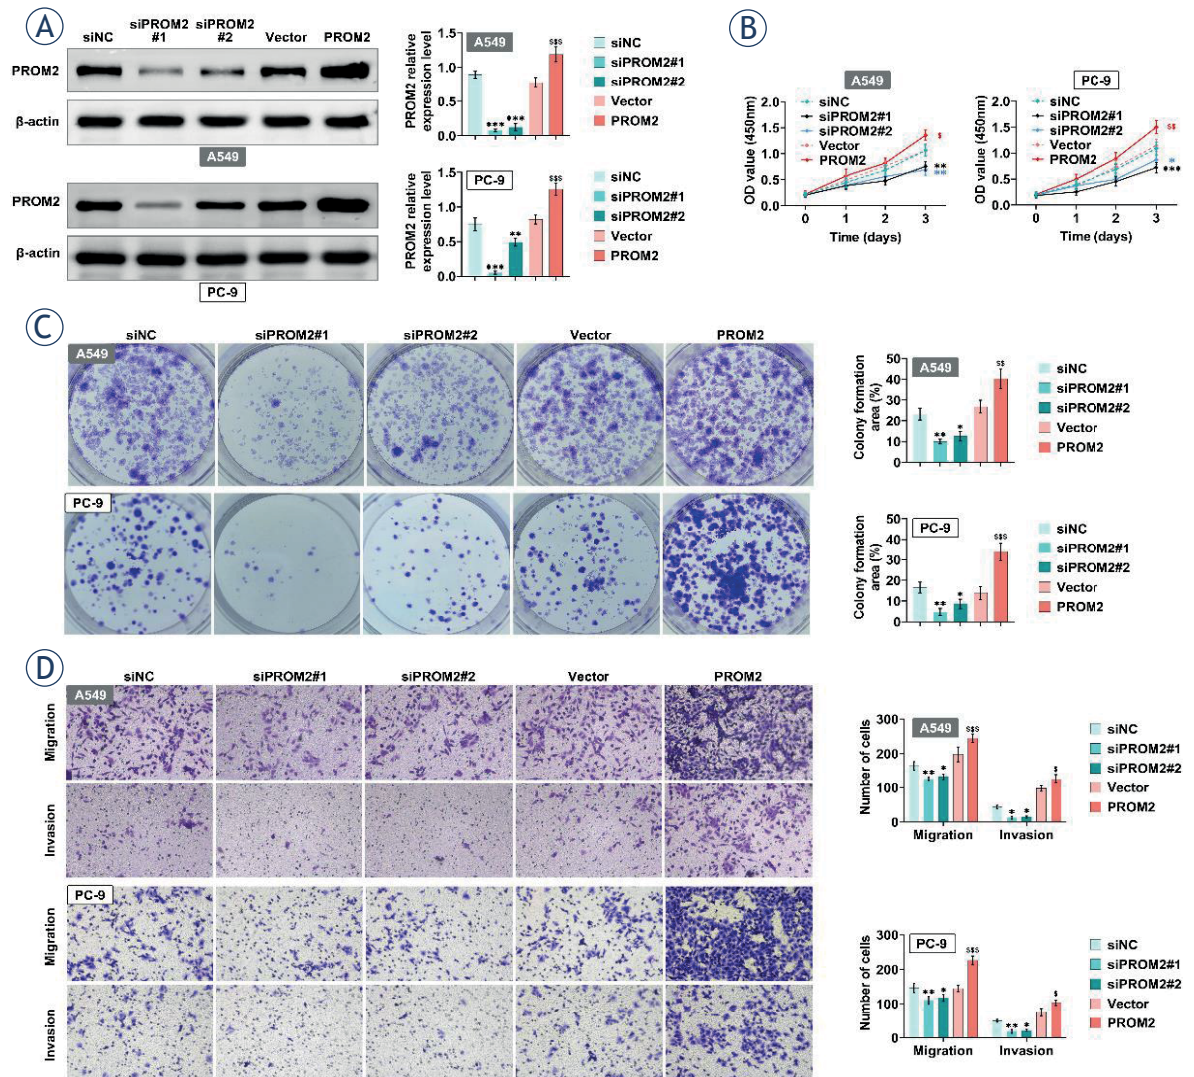 A
siNC
siPROM2
#1
siPROM2
#2
Vector
PROM2
PROM2
β-actin
A549
PROM2
β-actin
PC-9
PROM2 relative
expression level
1.5
1.0
0.5
0.0
A549
***
***
$$$
siNC
siPROM2#1
siPROM2#2
Vector
PROM2
PROM2 relative
expression level
1.5
1.0
0.5
0.0
PC-9
***
**
$$$
siNC
siPROM2#1
siPROM2#2
Vector
PROM2
B
A549
OD value (450nm)
2.0
1.5
1.0
0.5
0.0
siNC
siPROM2#1
siPROM2#2
Vector
PROM2
$
**
**
0 1 2 3
Time (days)
PC-9
OD value (450nm)
2.0
1.5
1.0
0.5
0.0
siNC
siPROM2#1
siPROM2#2
Vector
PROM2
$$
*
***
0 1 2 3
Time (days)
C
siNC siPROM2#1 siPROM2#2 Vector PROM2
A549
PC-9
Colony formation
area (%)
50
40
30
20
10
0
A549
**
*
$$
siNC
siPROM2#1
siPROM2#2
Vector
PROM2
Colony formation
area (%)
50
40
30
20
10
0
PC-9
**
*
$$$
siNC
siPROM2#1
siPROM2#2
Vector
PROM2
D
siNC siPROM2#1 siPROM2#2 Vector PROM2
A549
Migration
Invasion
PC-9
Migration
Invasion
Number of cells
300
200
100
0
A549
** * $$$
* * $
Migration Invasion
siNC
siPROM2#1
siPROM2#2
Vector
PROM2
Number of cells
300
200
100
0
PC-9
** * $$$
** * $
Migration Invasion
siNC
siPROM2#1
siPROM2#2
Vector
PROM2